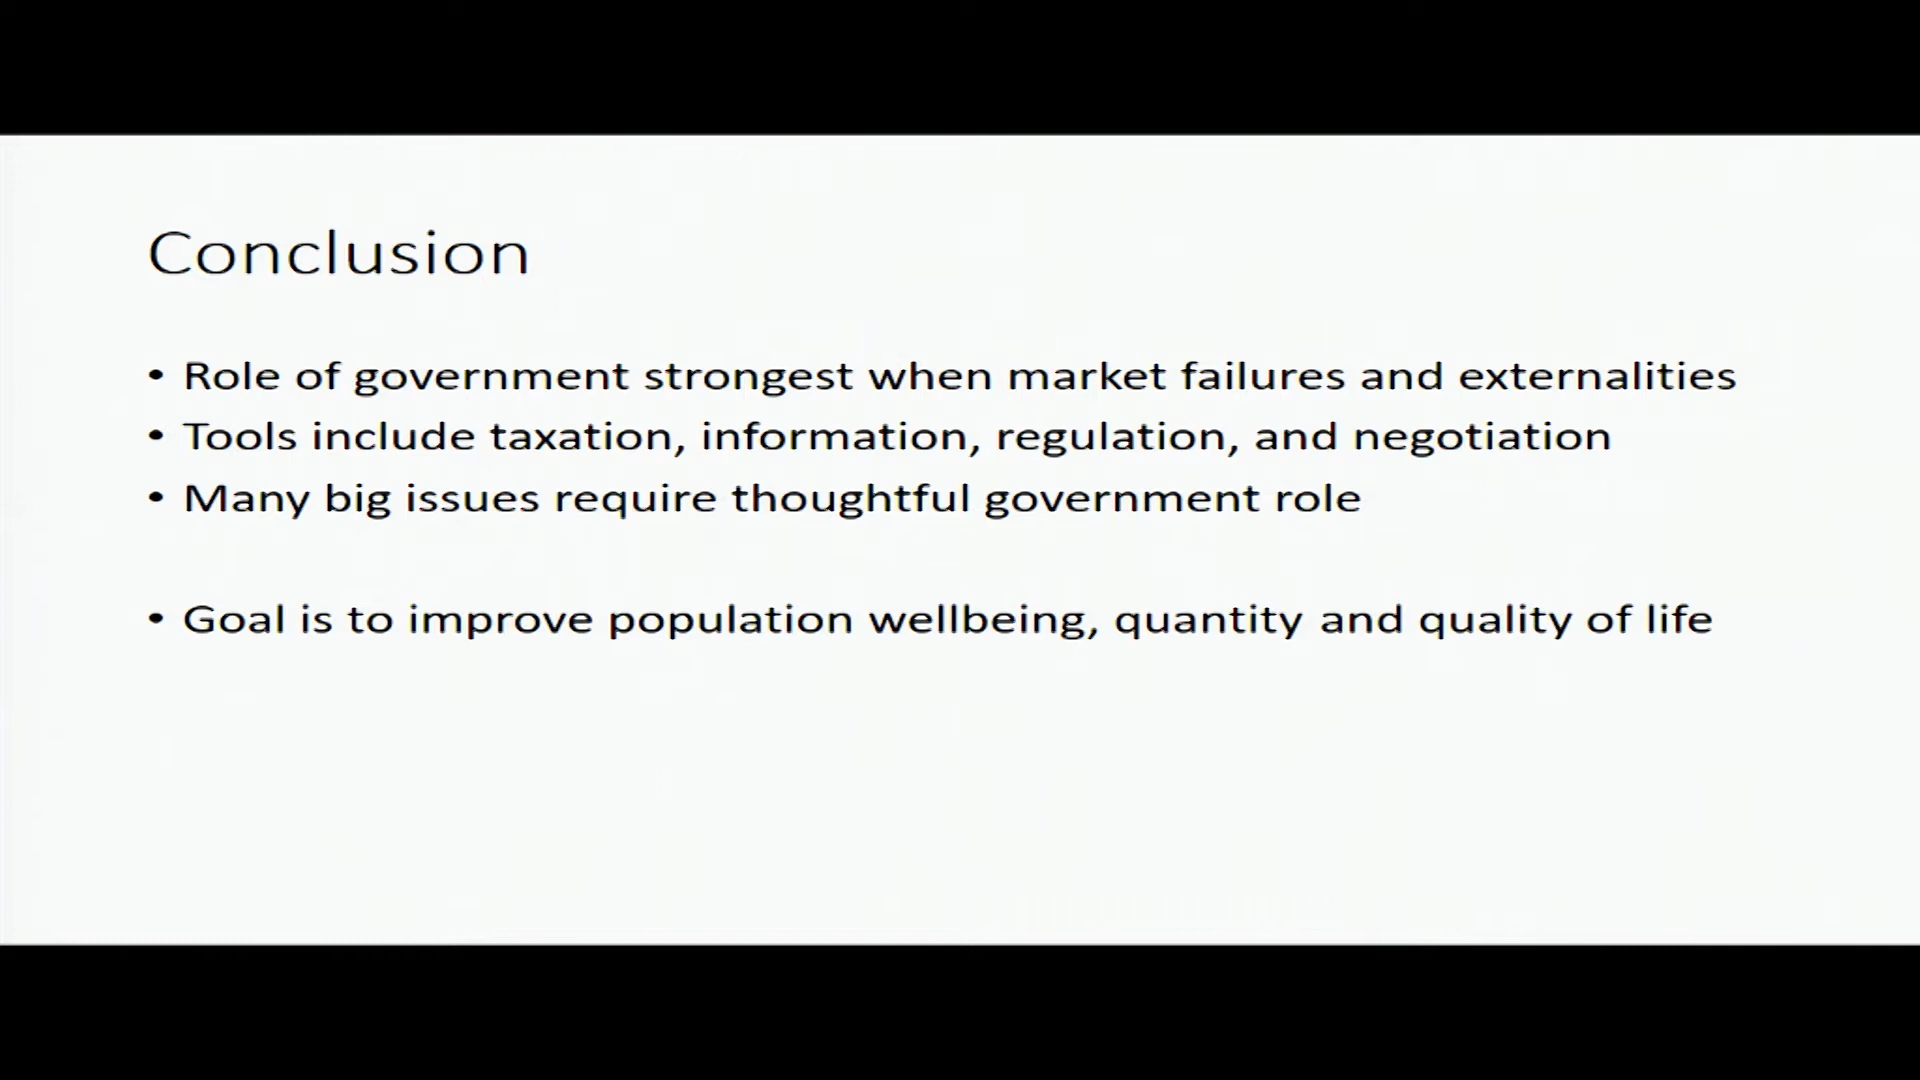 Conclusion
• Role of government strongest when market failures and externalities
• Tools include taxation, information, regulation, and negotiation
• Many big issues require thoughtful government role
• Goal is to improve population wellbeing, quantity and quality of life